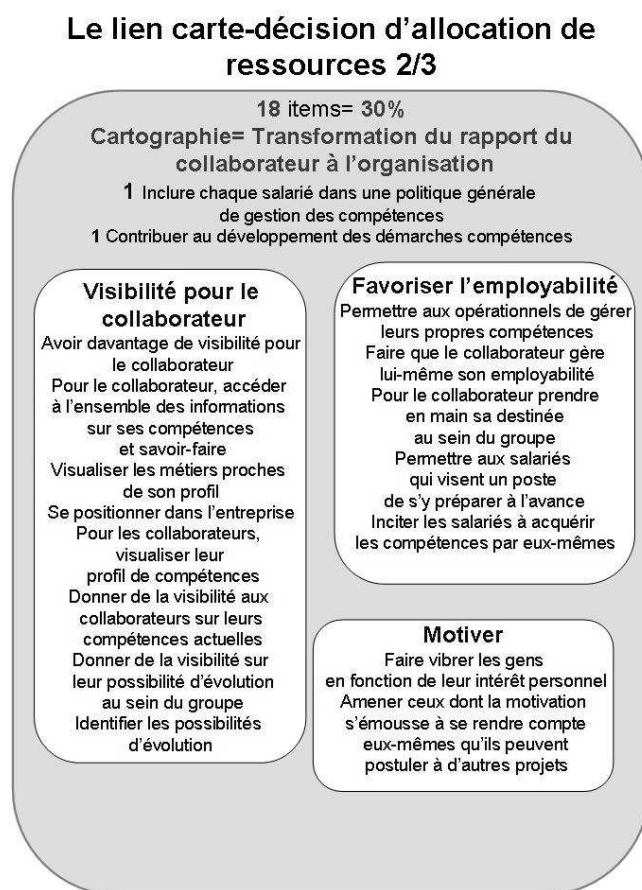 Le lien carte-décision d'allocation de
ressources 2/3
18 items= 30%
Cartographie= Transformation du rapport du
collaborateur à l'organisation
1 Inclure chaque salarié dans une politique générale
de gestion des compétences
1 Contribuer au développement des démarches compétences
Visibilité pour le
collaborateur
Avoir davantage de visibilité pour
le collaborateur
Pour le collaborateur, accéder
à l'ensemble des informations
sur ses compétences
et savoir-faire
Visualiser les métiers proches
de son profil
Se positionner dans l'entreprise
Pour les collaborateurs,
visualiser leur
profil de compétences
Donner de la visibilité aux
collaborateurs sur leurs
compétences actuelles
Donner de la visibilité sur
leur possibilité d'évolution
au sein du groupe
Identifier les possibilités
d'évolution
Favoriser l'employabilité
Permettre aux opérationnels de gérer
leurs propres compétences
Faire que le collaborateur gère
lui-même son employabilité
Pour le collaborateur prendre
en main sa destinée
au sein du groupe
Permettre aux salariés
qui visent un poste
de s'y préparer à l'avance
Inciter les salariés à acquérir
les compétences par eux-mêmes
Motiver
Faire vibrer les gens
en fonction de leur intérêt personnel
Amener ceux dont la motivation
s'émousse à se rendre compte
eux-mêmes qu'ils peuvent
postuler à d'autres projets